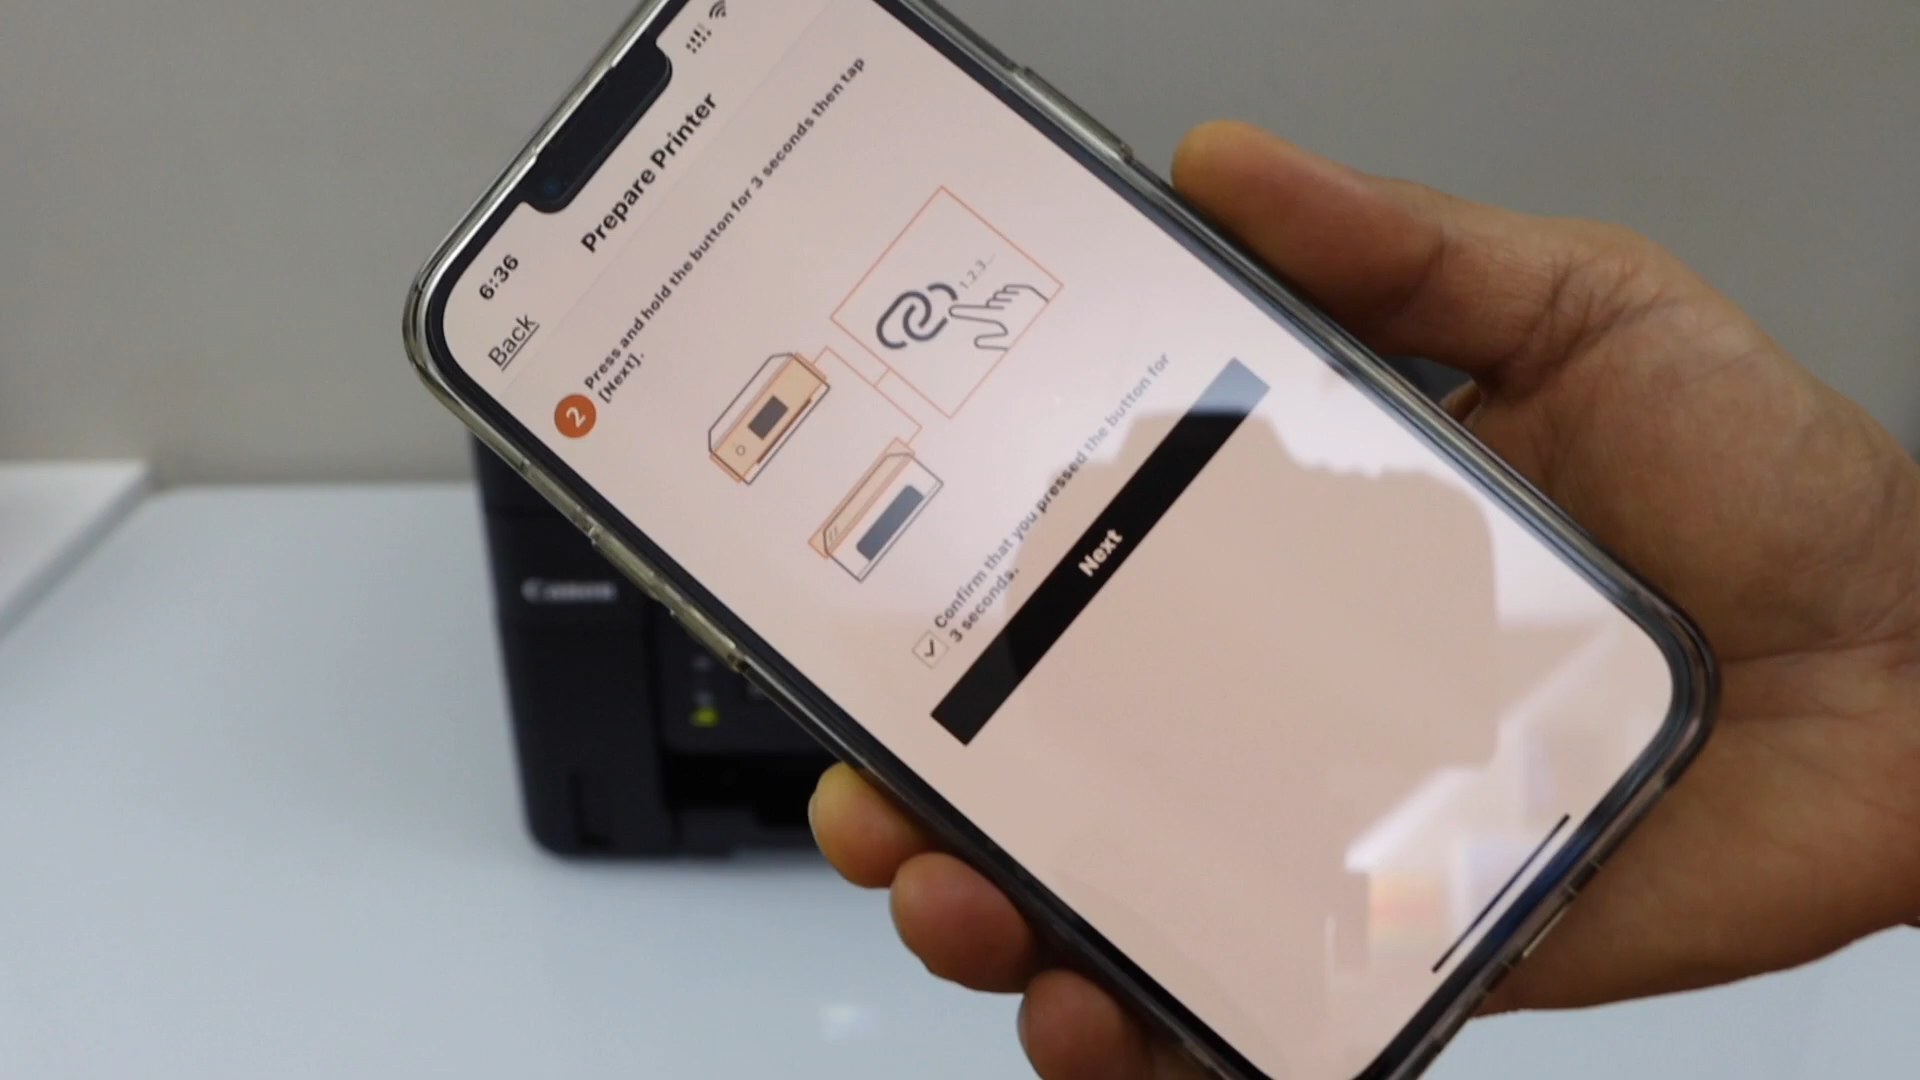 6:36
Back
Prepare Printer
2
Press and hold the button for 3 seconds then tap
[Next].
1.2.3...
Confirm that you pressed the button for
3 seconds.
Next
Canon